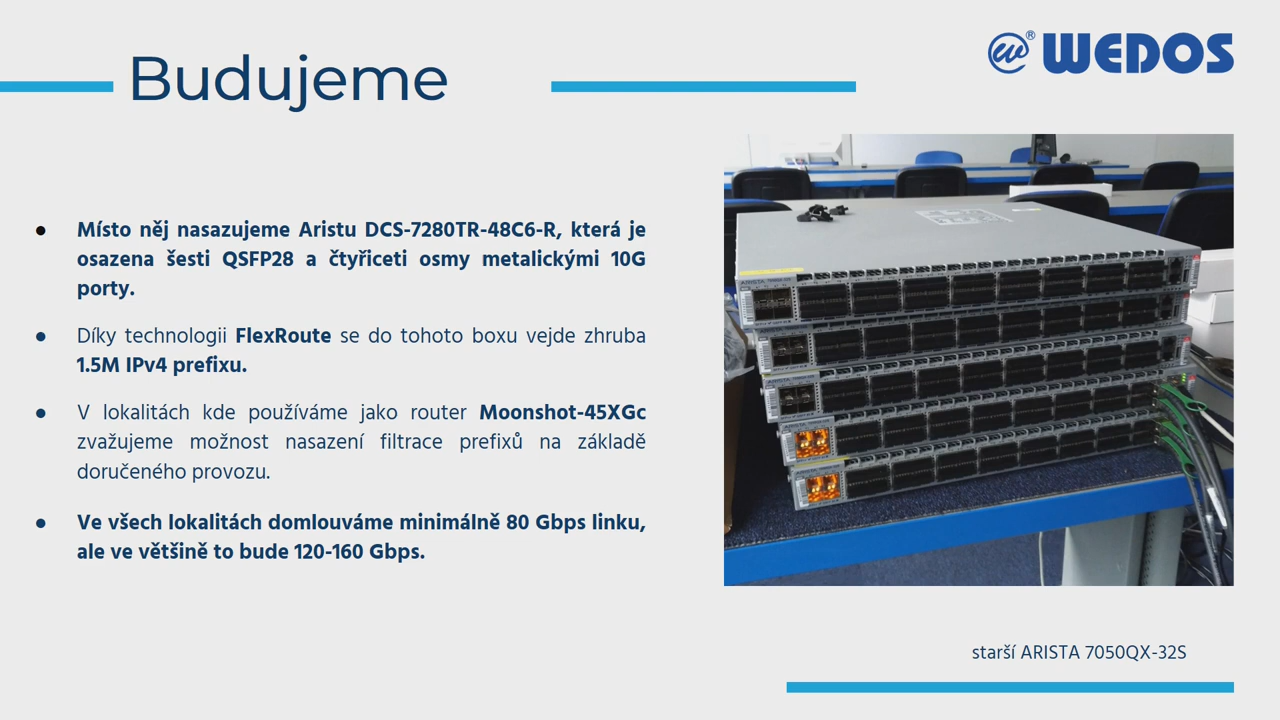 Budujeme
WEDOS
Místo něj nasazujeme Aristu DCS-7280TR-48C6-R, která je
osazena šesti QSFP28 a čtyřiceti osmy metalickými 10G
porty.
Díky technologii FlexRoute se do tohoto boxu vejde zhruba
1.5M IPv4 prefixu.
V lokalitách kde používáme jako router Moonshot-45XGc
zvažujeme možnost nasazení filtrace prefixů na základě
doručeného provozu.
Ve všech lokalitách domlouváme minimálně 80 Gbps linku,
ale ve většině to bude 120-160 Gbps.
ARISTA
starší ARISTA 7050QX-32S